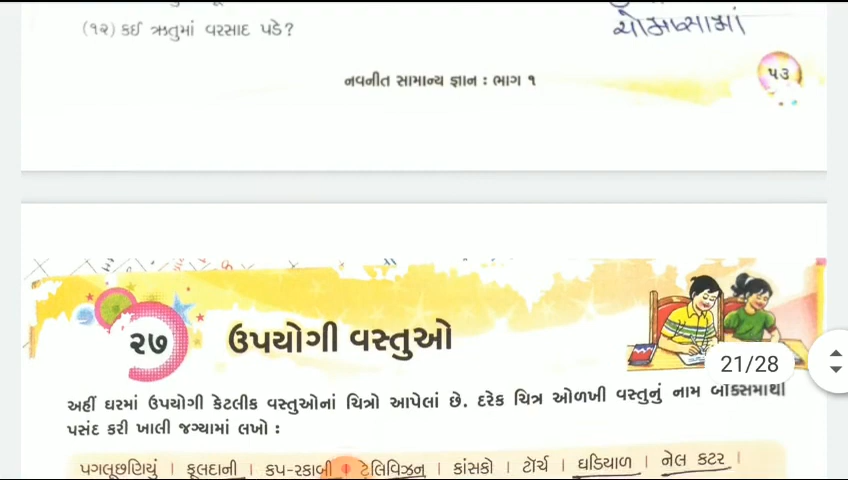 (૧૨) કઈ ઋતુમાં વરસાદ પડે? ચોમાસામાં
નવનીત સામાન્ય જ્ઞાન : ભાગ ૧ ૫૩
૨૭ ઉપયોગી વસ્તુઓ
21/28
અહીં ઘરમાં ઉપયોગી કેટલીક વસ્તુઓનાં ચિત્રો આપેલાં છે. દરેક ચિત્ર ઓળખી વસ્તુનું નામ બૉક્સમાંથી
પસંદ કરી ખાલી જગ્યામાં લખો :
પગલૂછણિયું | ફૂલદાની | કપ-રકાબી | ટેલિવિઝન | કાંસકો | ટૉર્ચ | ઘડિયાળ | નેલ કટર |